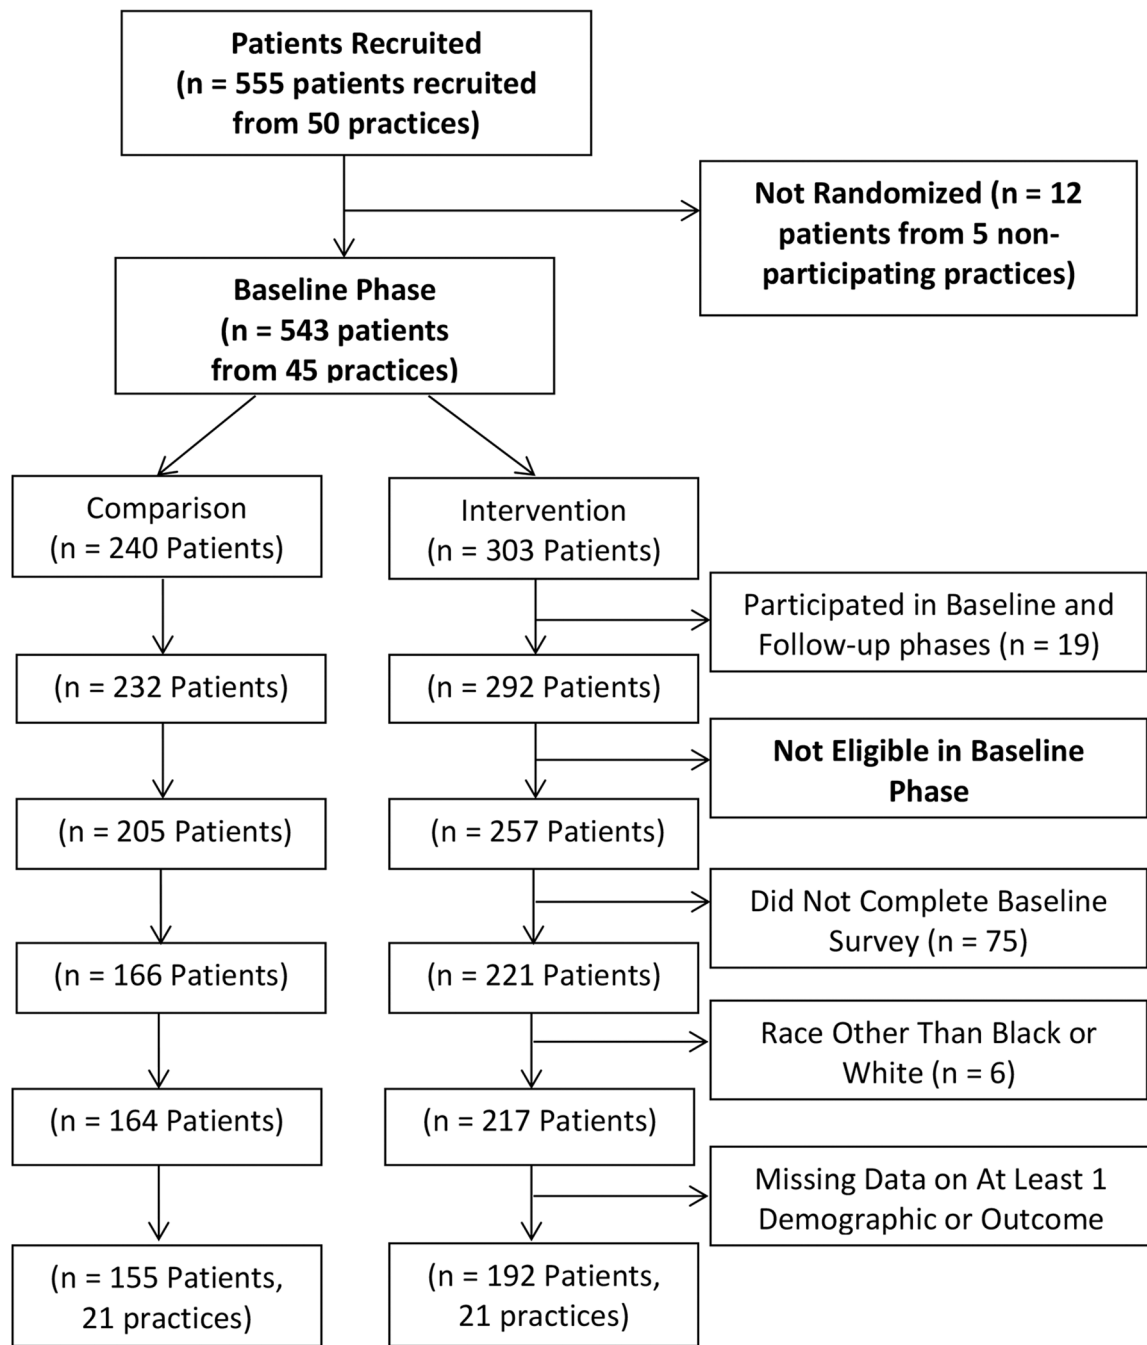 Patients Recruited
(n = 555 patients recruited
from 50 practices)
Not Randomized (n = 12
patients from 5 non-
participating practices)
Baseline Phase
(n = 543 patients
from 45 practices)
Comparison
(n = 240 Patients)
Intervention
(n = 303 Patients)
Participated in Baseline and
Follow-up phases (n = 19)
(n = 232 Patients)
(n = 292 Patients)
Not Eligible in Baseline
Phase
(n = 205 Patients)
(n = 257 Patients)
Did Not Complete Baseline
Survey (n = 75)
(n = 166 Patients)
(n = 221 Patients)
Race Other Than Black or
White (n = 6)
(n = 164 Patients)
(n = 217 Patients)
Missing Data on At Least 1
Demographic or Outcome
(n = 155 Patients,
21 practices)
(n = 192 Patients,
21 practices)